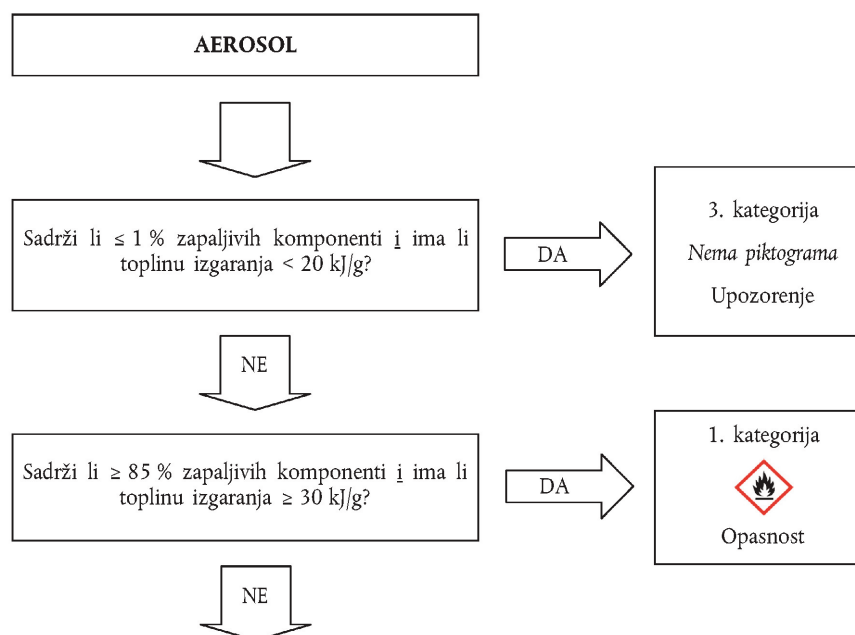 AEROSOL
Sadrži li ≤ 1 % zapaljivih komponenti i ima li
toplinu izgaranja < 20 kJ/g?
DA
3. kategorija
Nema piktograma
Upozorenje
NE
Sadrži li ≥ 85 % zapaljivih komponenti i ima li
toplinu izgaranja ≥ 30 kJ/g?
DA
1. kategorija
Opasnost
NE